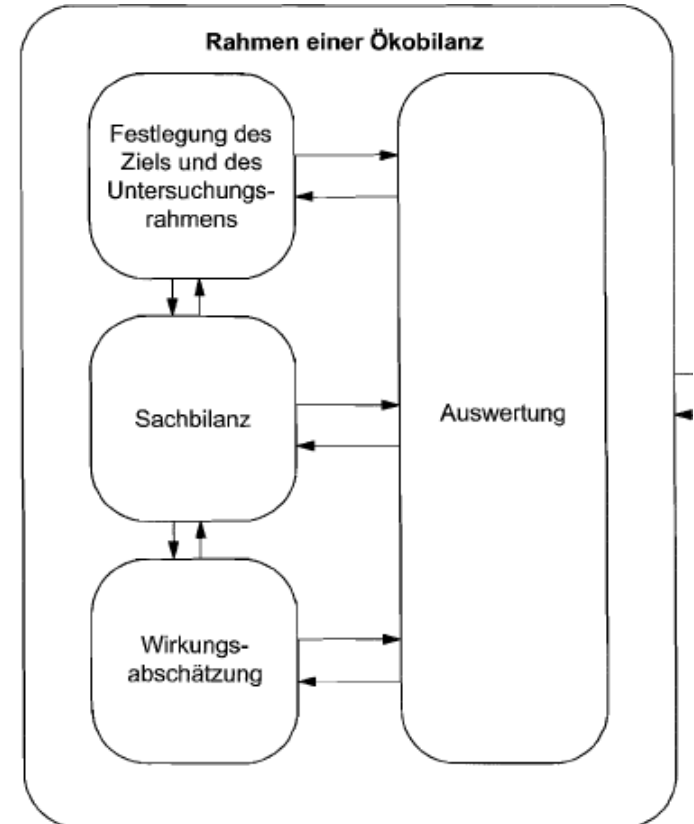 Rahmen einer Ökobilanz
Festlegung des
Ziels und des
Untersuchungs-
rahmens
Sachbilanz
Auswertung
Wirkungs-
abschätzung